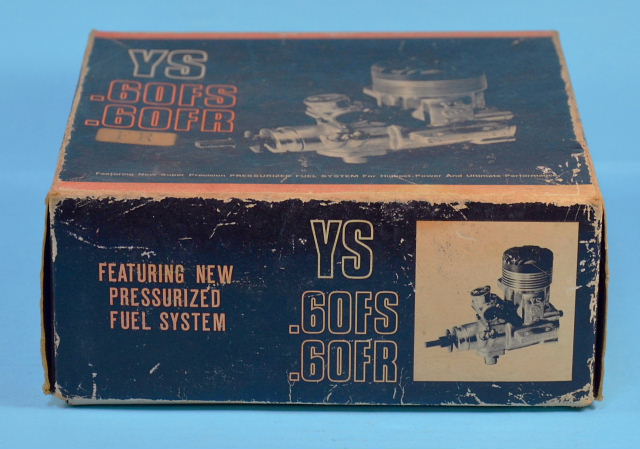 YS
.60FS
.60FR
Featuring New Super Precision PRESSURIZED FUEL SYSTEM For Highest Power And Ultimate Performance
FEATURING NEW
PRESSURIZED
FUEL SYSTEM
YS
.60FS
.60FR